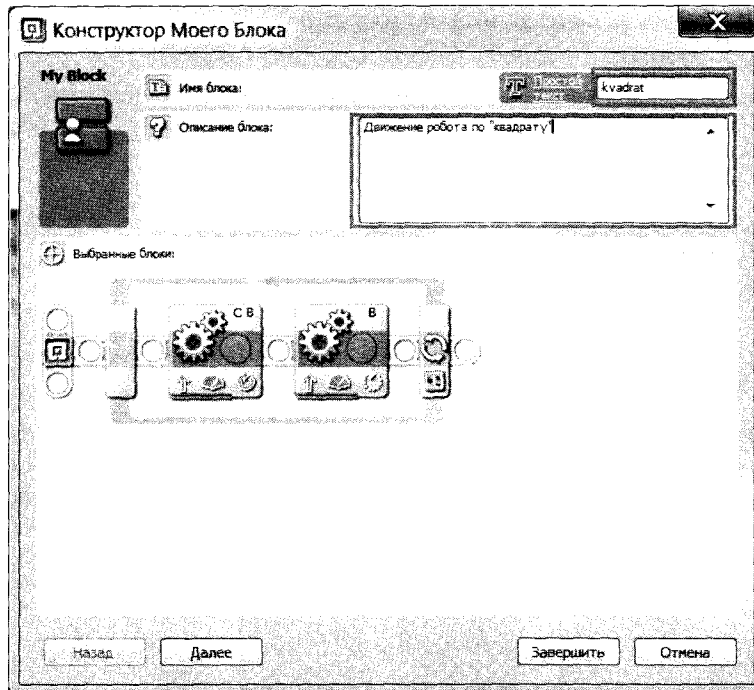 Конструктор Моего Блока
My Block
Имя блока:
kvadrat
Описание блока:
Движение робота по "квадрату"
Выбранные блоки:
C B
B
Назад
Далее
Завершить
Отмена